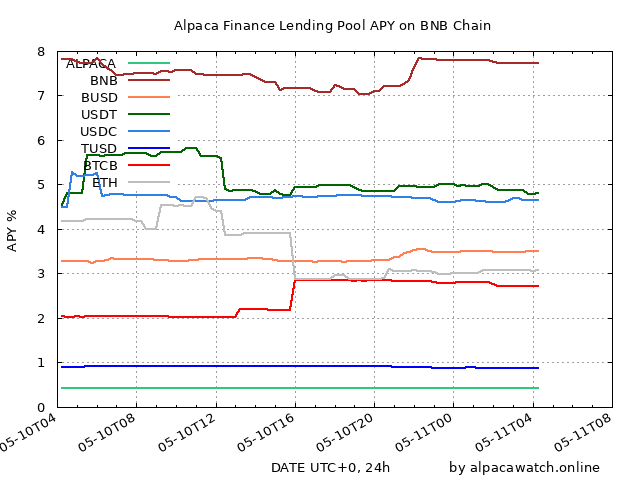 Alpaca Finance Lending Pool APY on BNB Chain
8
7
6
5
4
3
2
1
0
APY %
ALPACA
BNB
BUSD
USDT
USDC
TUSD
BTCB
ETH
05-10T04
05-10T08
05-10T12
05-10T16
05-10T20
05-11T00
05-11T04
05-11T08
DATE UTC+0, 24h
by alpacawatch.online